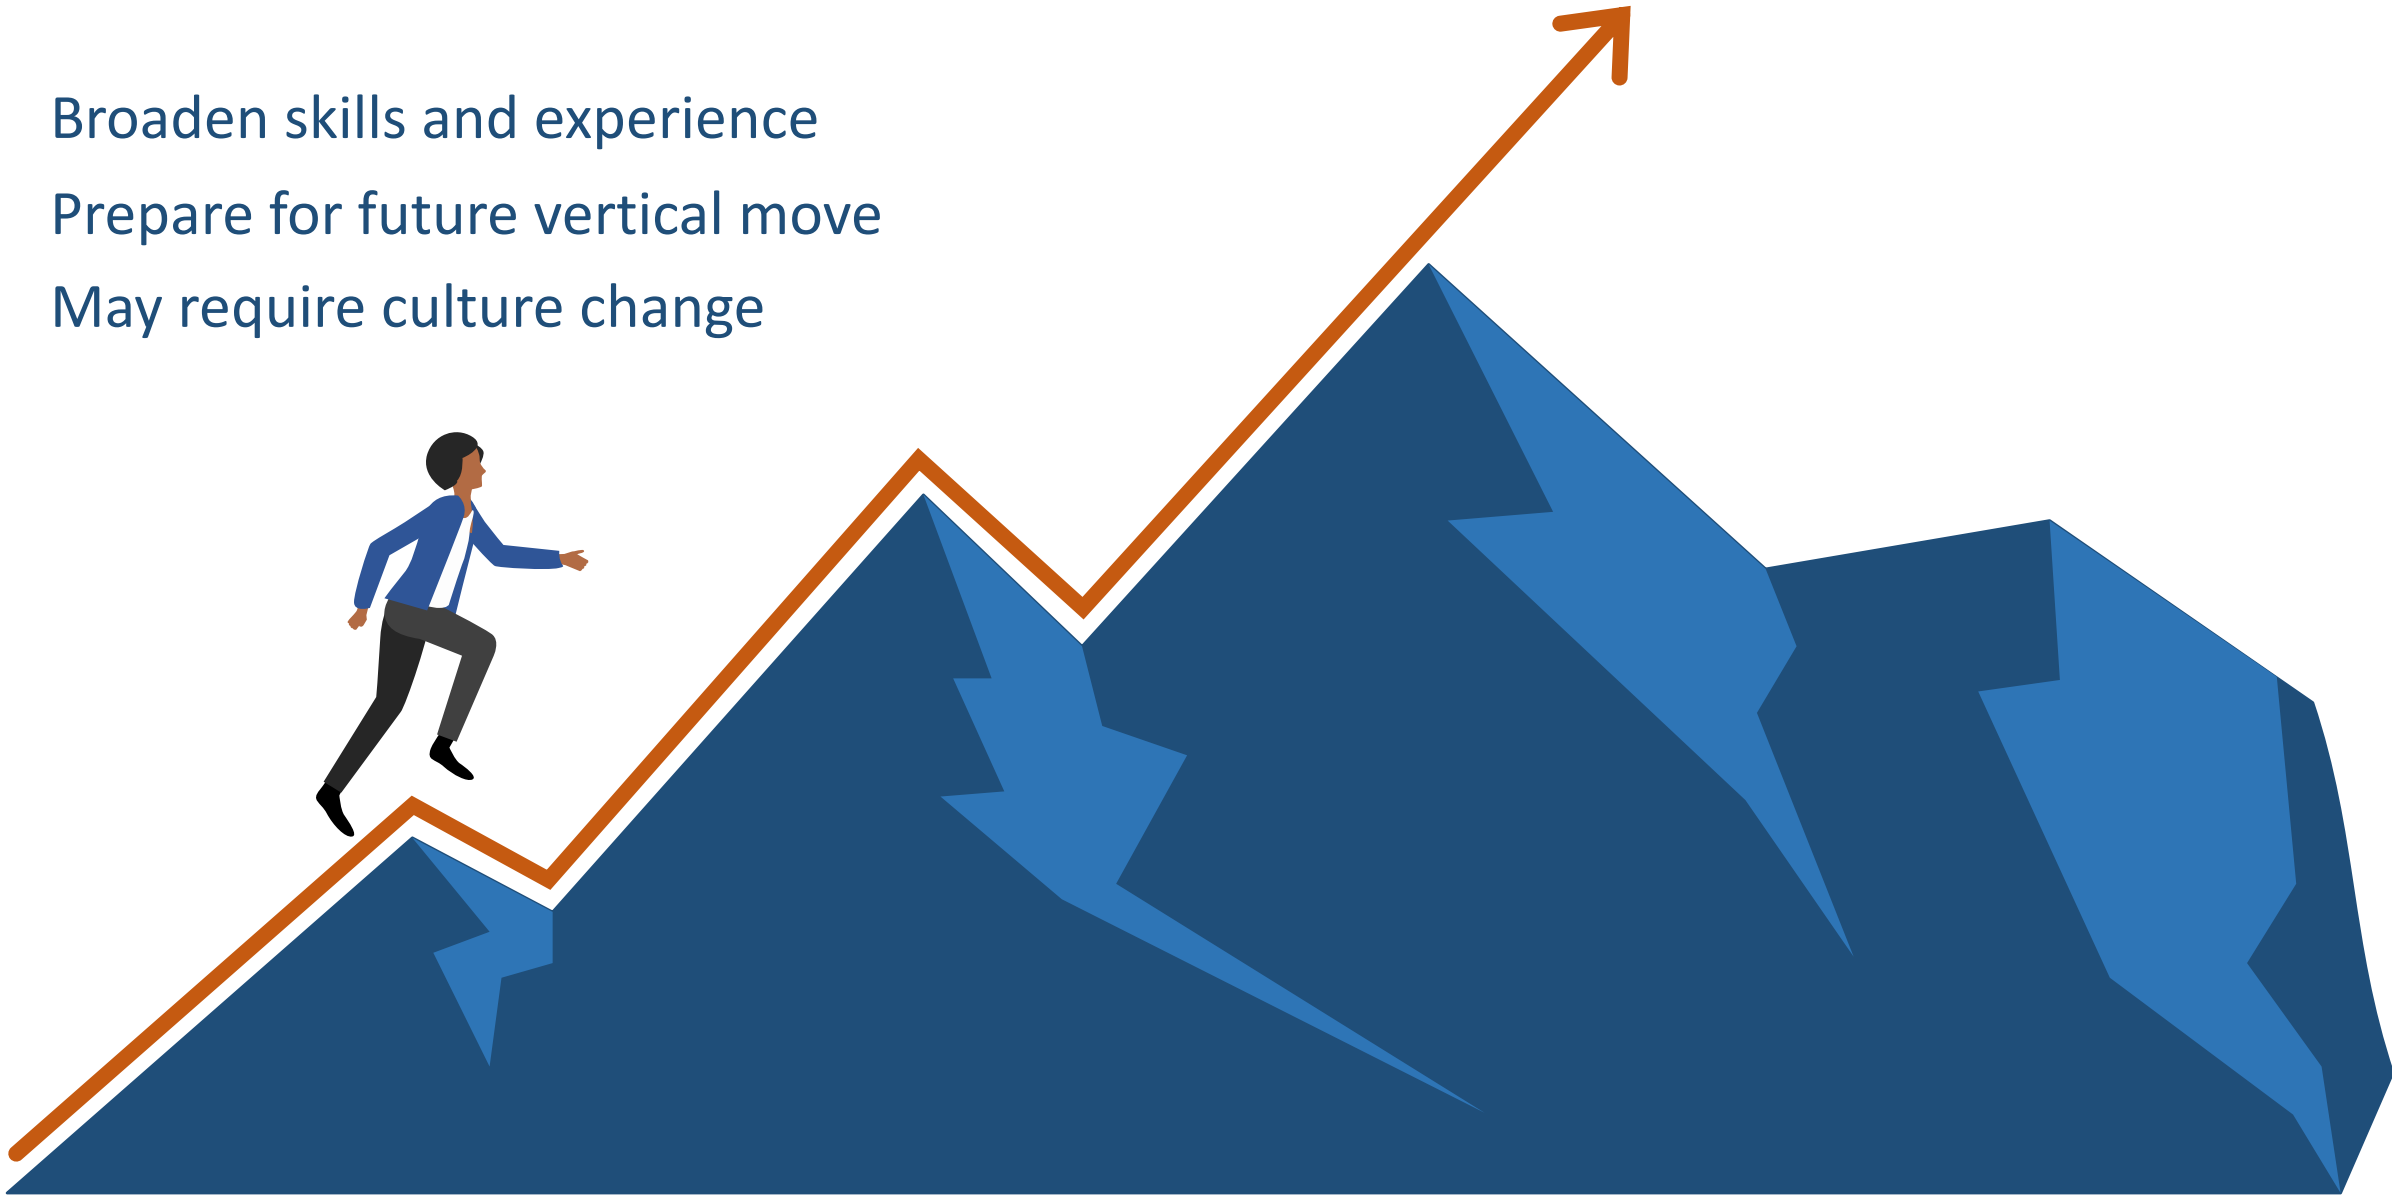 Broaden skills and experience
Prepare for future vertical move
May require culture change